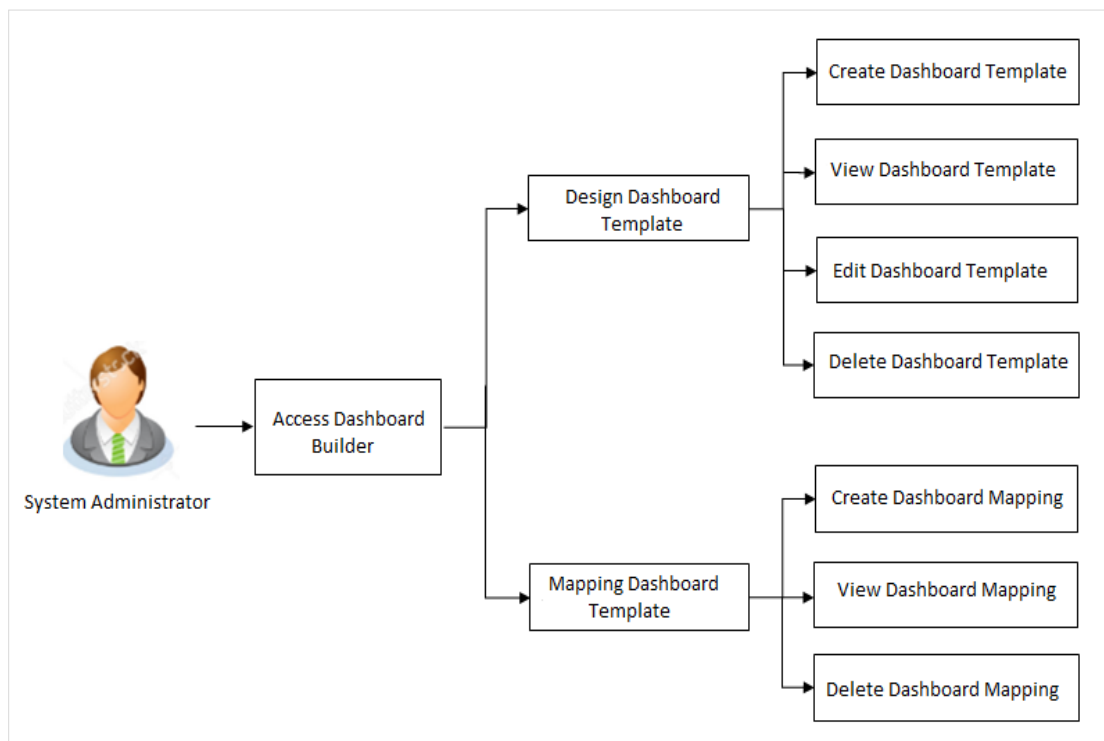 Create Dashboard Template
View Dashboard Template
Design Dashboard
Template
Edit Dashboard Template
Delete Dashboard Template
Access Dashboard
Builder
System Administrator
Create Dashboard Mapping
Mapping Dashboard
Template
View Dashboard Mapping
Delete Dashboard Mapping